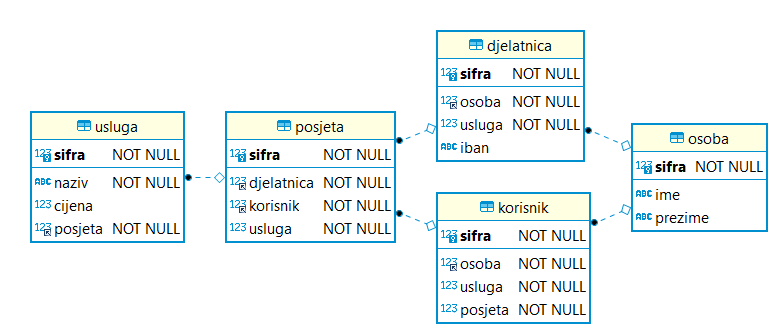 usluga
123 sifra NOT NULL
ABC naziv NOT NULL
123 cijena
123 posjeta NOT NULL
posjeta
123 sifra NOT NULL
123 djelatnica NOT NULL
123 korisnik NOT NULL
123 usluga NOT NULL
djelatnica
123 sifra NOT NULL
123 osoba NOT NULL
123 usluga NOT NULL
ABC iban
korisnik
123 sifra NOT NULL
123 osoba NOT NULL
123 usluga NOT NULL
123 posjeta NOT NULL
osoba
123 sifra NOT NULL
ABC ime
ABC prezime